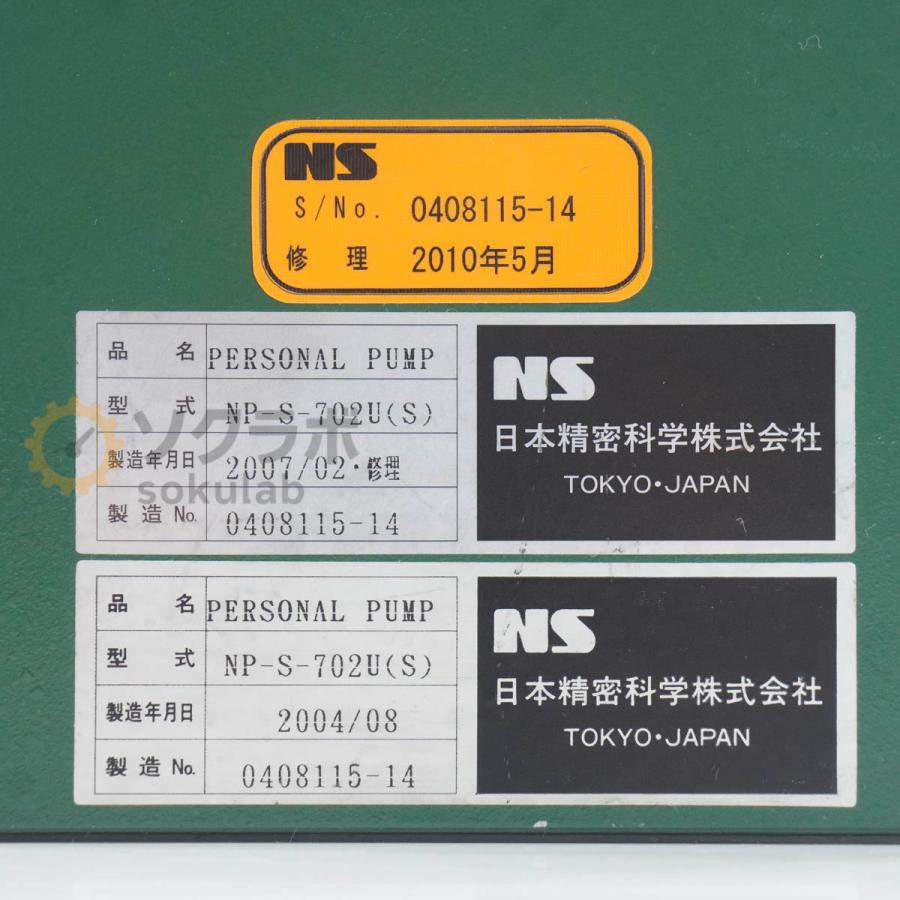 NS
S/No. 0408115-14
修理 2010年5月
品名 PERSONAL PUMP
型式 NP-S-702U(S)
製造年月日 2007/02・修理
製造No. 0408115-14
NS
日本精密科学株式会社
TOKYO・JAPAN
ソクラボ
sokulab
品名 PERSONAL PUMP
型式 NP-S-702U(S)
製造年月日 2004/08
製造No. 0408115-14
NS
日本精密科学株式会社
TOKYO・JAPAN